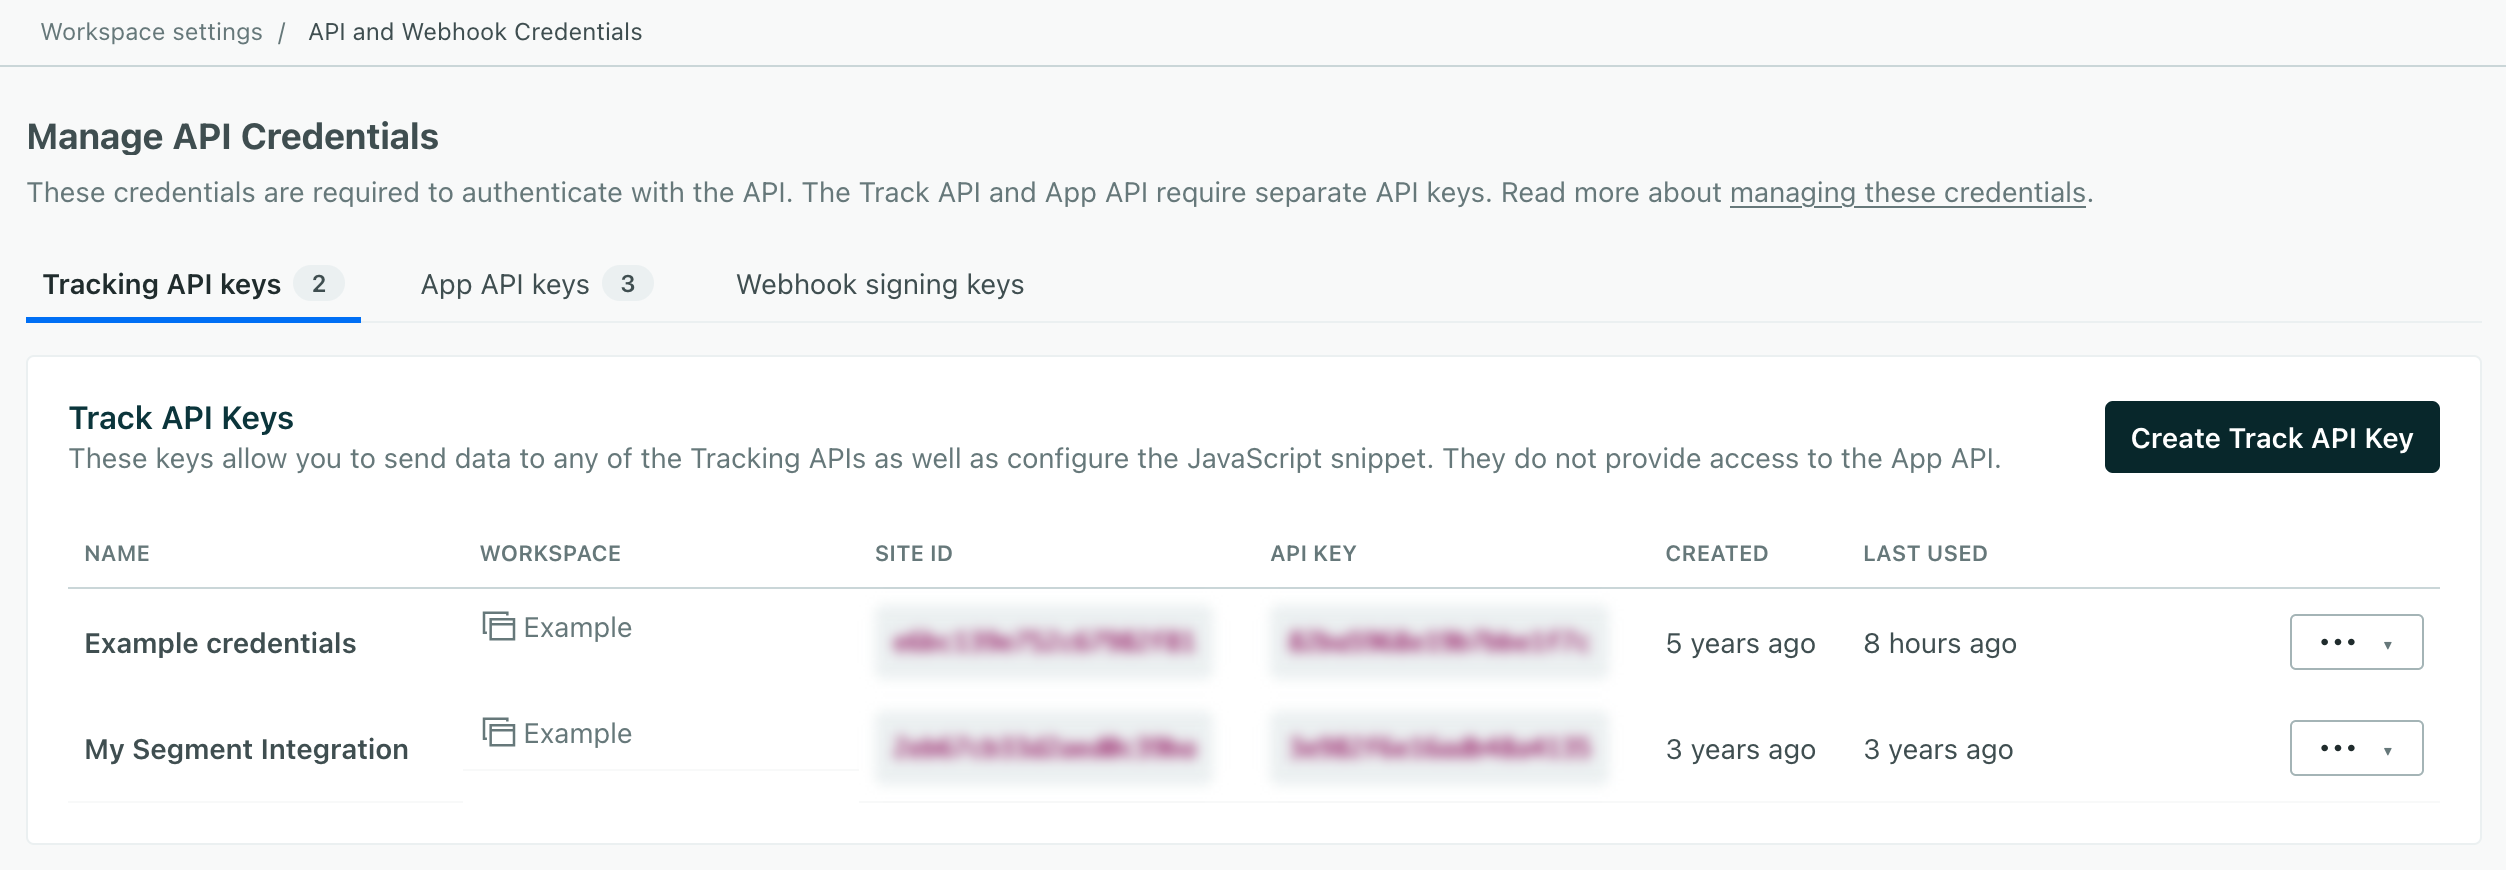 Workspace settings / API and Webhook Credentials
Manage API Credentials
These credentials are required to authenticate with the API. The Track API and App API require separate API keys. Read more about managing these credentials.
Tracking API keys 2 App API keys 3 Webhook signing keys
Track API Keys
These keys allow you to send data to any of the Tracking APIs as well as configure the JavaScript snippet. They do not provide access to the App API.
Create Track API Key
NAME WORKSPACE SITE ID API KEY CREATED LAST USED
Example credentials Example 5 years ago 8 hours ago
My Segment Integration Example 3 years ago 3 years ago